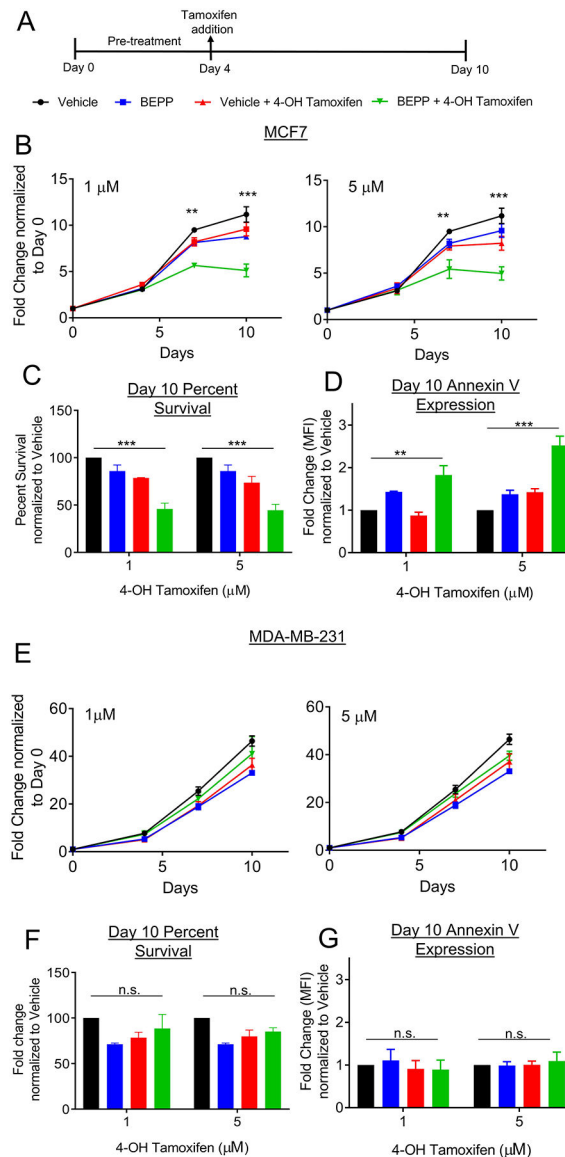 A
Tamoxifen
addition
Pre-treatment
Day 0
Day 4
Day 10
Vehicle
BEPP
Vehicle + 4-OH Tamoxifen
BEPP + 4-OH Tamoxifen
MCF7
B
1 μM
**
***
15
10
5
0
0
5
10
Fold Change normalized
to Day 0
Days
5 μM
**
***
15
10
5
0
0
5
10
Days
C
Day 10 Percent
Survival
***
***
100
50
0
Pecent Survival
normalized to Vehicle
1
5
4-OH Tamoxifen (μM)
D
Day 10 Annexin V
Expression
**
***
3
2
1
0
Fold Change (MFI)
normalized to Vehicle
1
5
4-OH Tamoxifen (μM)
MDA-MB-231
E
1μM
60
40
20
0
0
5
10
Fold Change normalized
to Day 0
Days
5 μM
60
40
20
0
0
5
10
Days
F
Day 10 Percent
Survival
n.s.
n.s.
100
50
0
Fold change
normalized to Vehicle
1
5
4-OH Tamoxifen (μM)
G
Day 10 Annexin V
Expression
n.s.
n.s.
3
2
1
0
Fold Change (MFI)
normalized to Vehicle
1
5
4-OH Tamoxifen (μM)